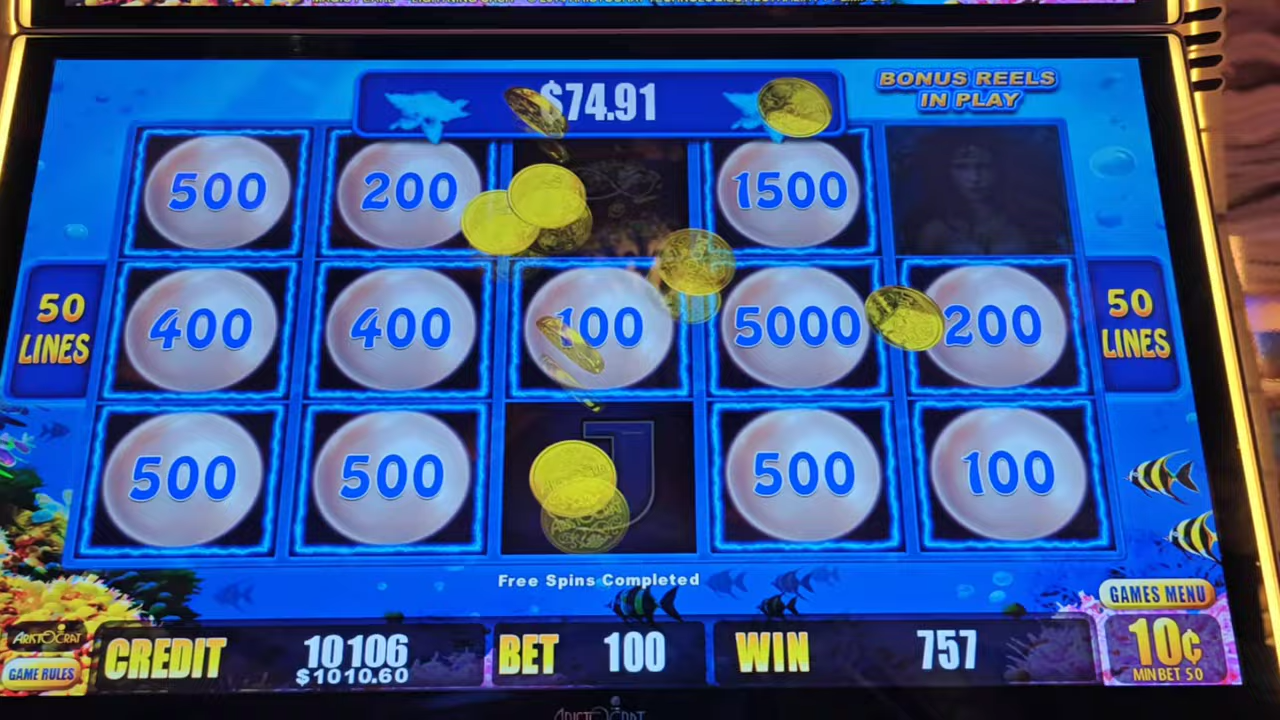 $74.91
BONUS REELS
IN PLAY
500 200 1500
50
LINES
400 400 100 5000 200
50
LINES
500 500 J 500 100
Free Spins Completed
GAMES MENU
ARISTOCRAT
GAME RULES
CREDIT 10106
$1010.60
BET 100
WIN 757
10¢
MIN BET 50
ARISTOCRAT